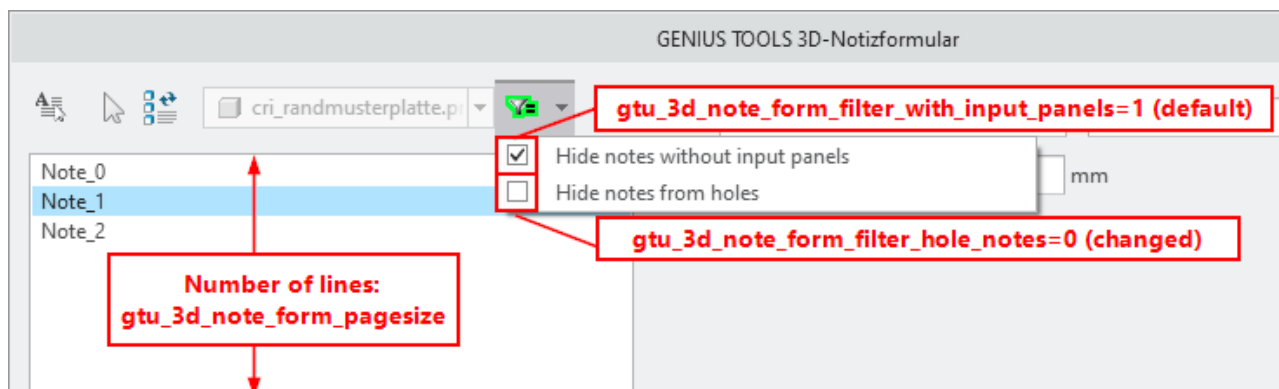 GENIUS TOOLS 3D-Notizformular
cri_randmusterplatte.p
gtu_3d_note_form_filter_with_input_panels=1 (default)
Hide notes without input panels
mm
Hide notes from holes
gtu_3d_note_form_filter_hole_notes=0 (changed)
Note_0
Note_1
Note_2
Number of lines:
gtu_3d_note_form_pagesize